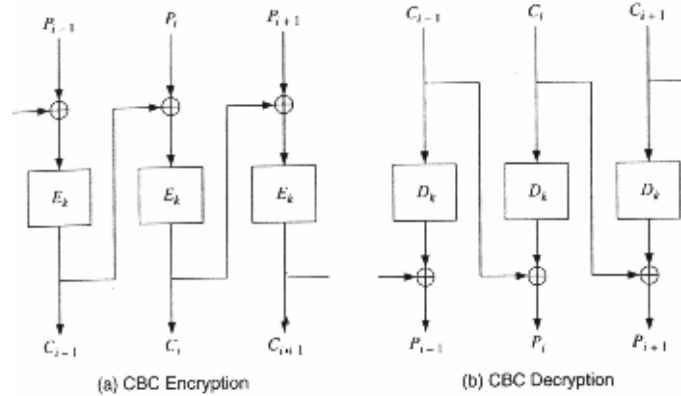 P_{i-1} P_i P_{i+1}
E_k E_k E_k
C_{i-1} C_i C_{i+1}
(a) CBC Encryption
C_{i-1} C_i C_{i+1}
D_k D_k D_k
P_{i-1} P_i P_{i+1}
(b) CBC Decryption